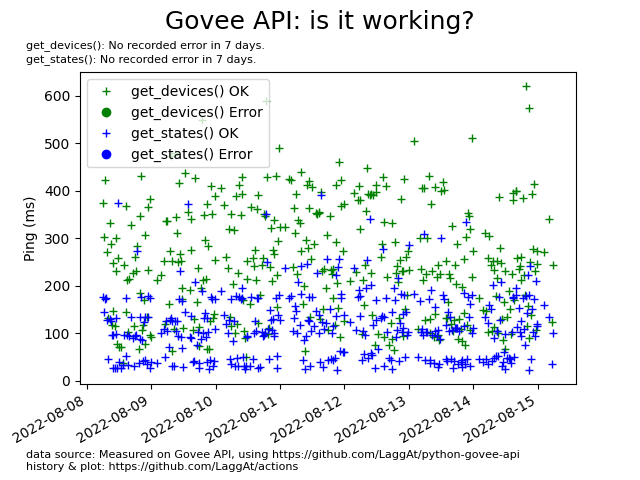 Govee API: is it working?
get_devices(): No recorded error in 7 days.
get_states(): No recorded error in 7 days.
get_devices() OK
get_devices() Error
get_states() OK
get_states() Error
Ping (ms)
600
500
400
300
200
100
0
2022-08-08
2022-08-09
2022-08-10
2022-08-11
2022-08-12
2022-08-13
2022-08-14
2022-08-15
data source: Measured on Govee API, using https://github.com/LaggAt/python-govee-api
history & plot: https://github.com/LaggAt/actions